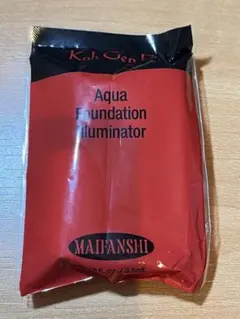 Koh Gen Do
Aqua
Foundation
Illuminator
MAIFANSHI